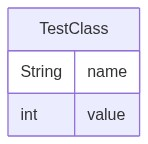 TestClass
String name
int value